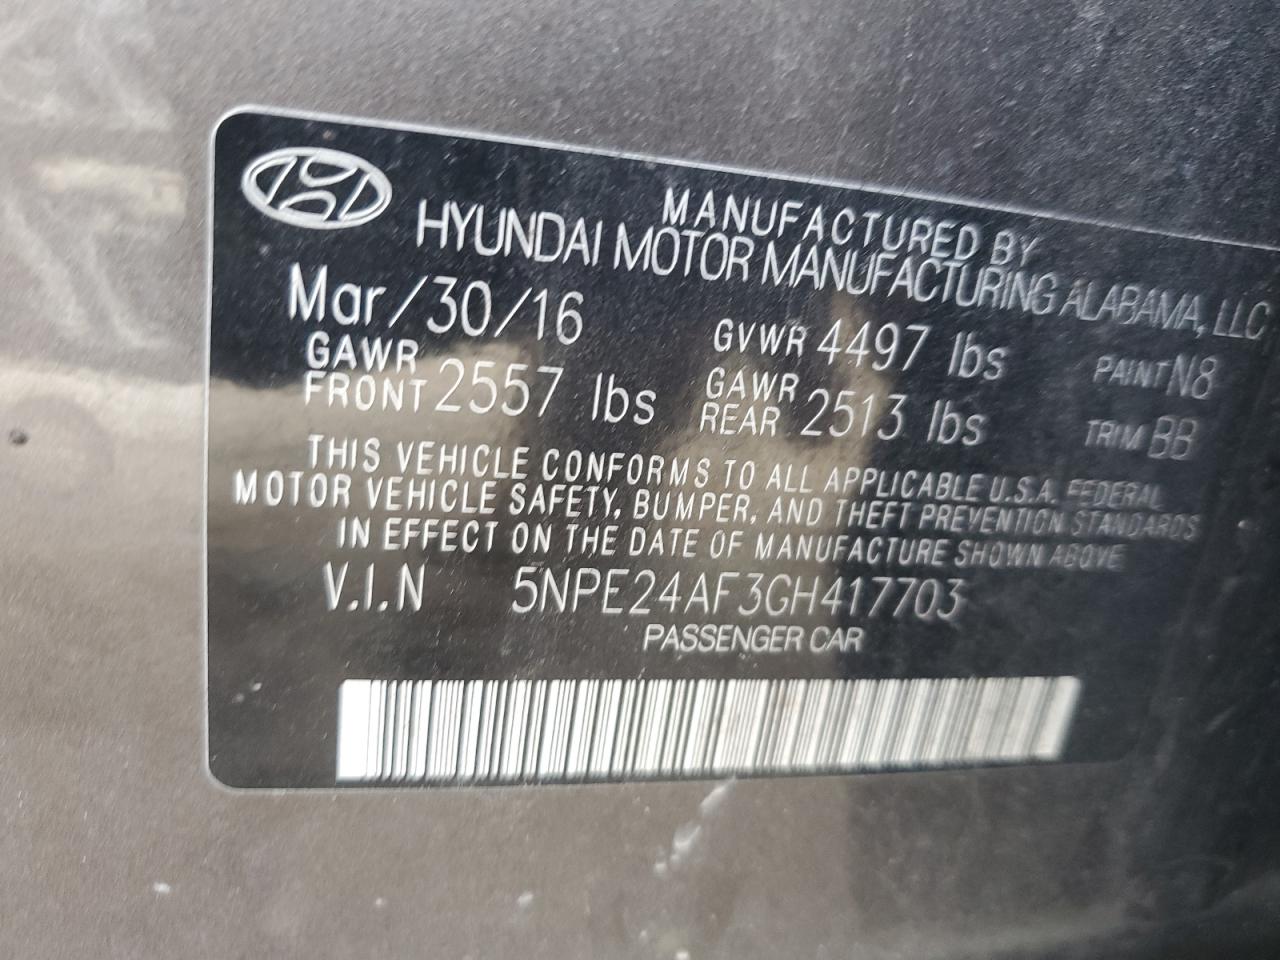 MANUFACTURED BY
HYUNDAI MOTOR MANUFACTURING ALABAMA, LLC
Mar/30/16 GVWR 4497 lbs PAINT N8
GAWR FRONT 2557 lbs GAWR REAR 2513 lbs TRIM BB
THIS VEHICLE CONFORMS TO ALL APPLICABLE U.S.A. FEDERAL
MOTOR VEHICLE SAFETY, BUMPER, AND THEFT PREVENTION STANDARDS
IN EFFECT ON THE DATE OF MANUFACTURE SHOWN ABOVE
V.I.N 5NPE24AF3GH417703
PASSENGER CAR